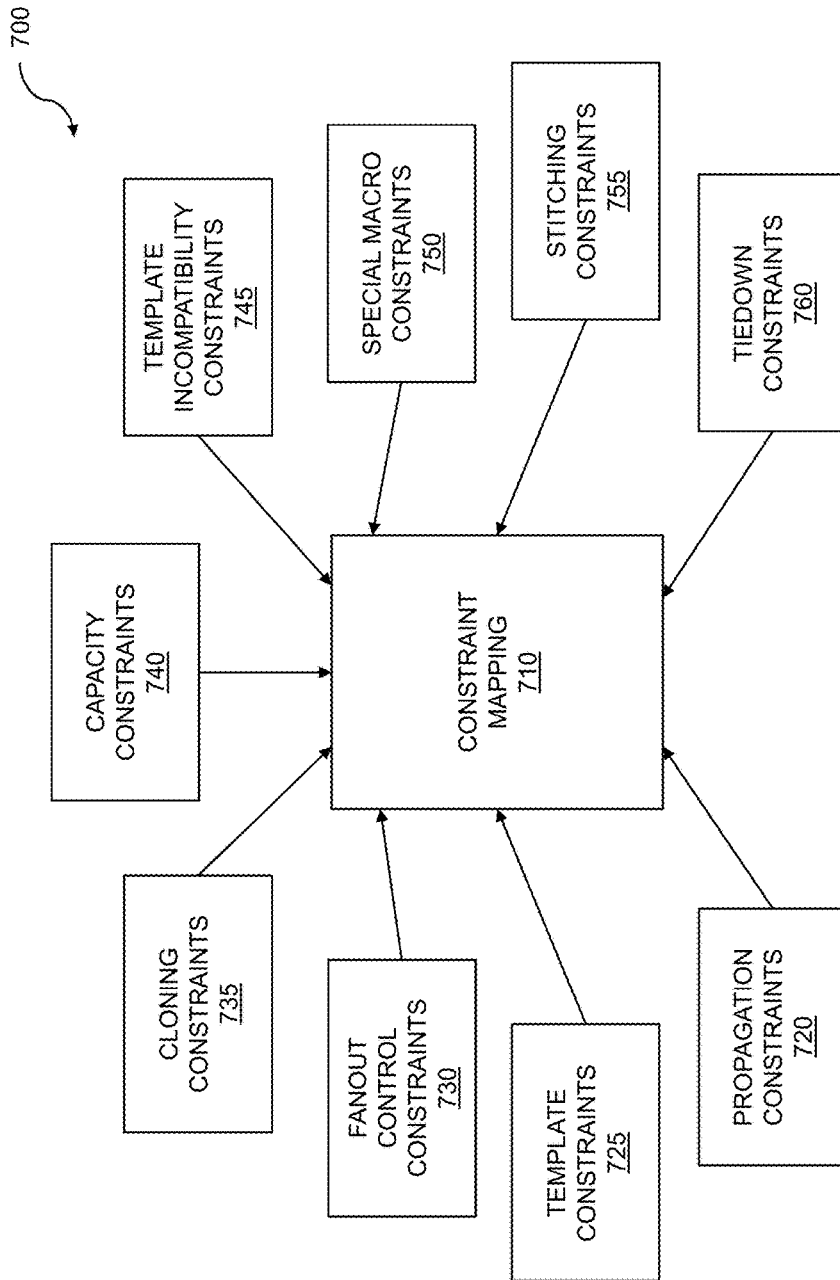 700
TEMPLATE
INCOMPATIBILITY
CONSTRAINTS
745
SPECIAL MACRO
CONSTRAINTS
750
STITCHING
CONSTRAINTS
755
TIEDOWN
CONSTRAINTS
760
CAPACITY
CONSTRAINTS
740
CONSTRAINT
MAPPING
710
CLONING
CONSTRAINTS
735
FANOUT
CONTROL
CONSTRAINTS
730
TEMPLATE
CONSTRAINTS
725
PROPAGATION
CONSTRAINTS
720